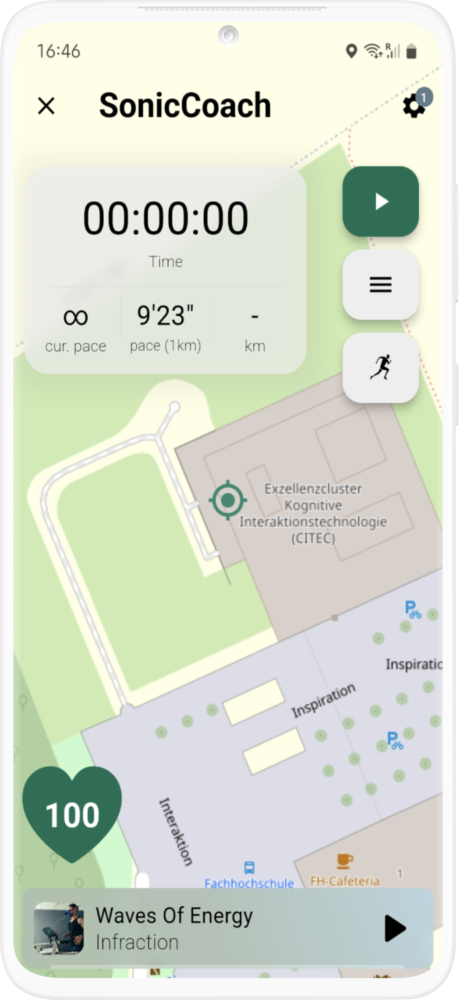 16:46
R
SonicCoach
1
00:00:00
Time
∞ 9'23" -
cur. pace pace (1km) km
Exzellenzcluster
Kognitive
Interaktionstechnologie
(CITEC)
P
Inspiratio
Inspiration
P
100
Interaktion
Fachhochschule
FH-Cafeteria
1
Waves Of Energy
Infraction